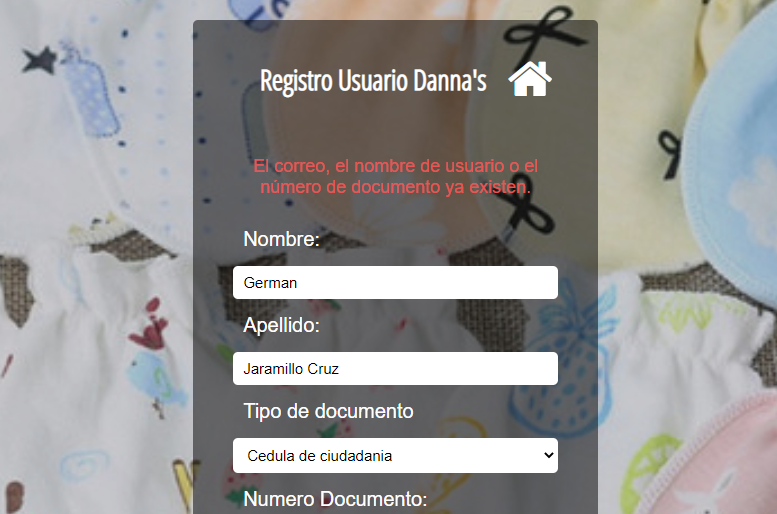 Registro Usuario Danna's
El correo, el nombre de usuario o el
número de documento ya existen.
Nombre:
German
Apellido:
Jaramillo Cruz
Tipo de documento
Cedula de ciudadania
Numero Documento: